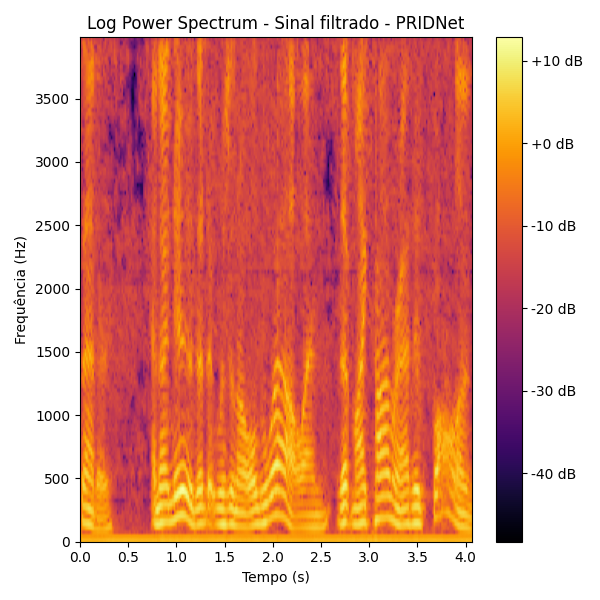 Log Power Spectrum - Sinal filtrado - PRIDNet
Frequência (Hz)
3500
3000
2500
2000
1500
1000
500
0
0.0 0.5 1.0 1.5 2.0 2.5 3.0 3.5 4.0
Tempo (s)
+10 dB
+0 dB
-10 dB
-20 dB
-30 dB
-40 dB